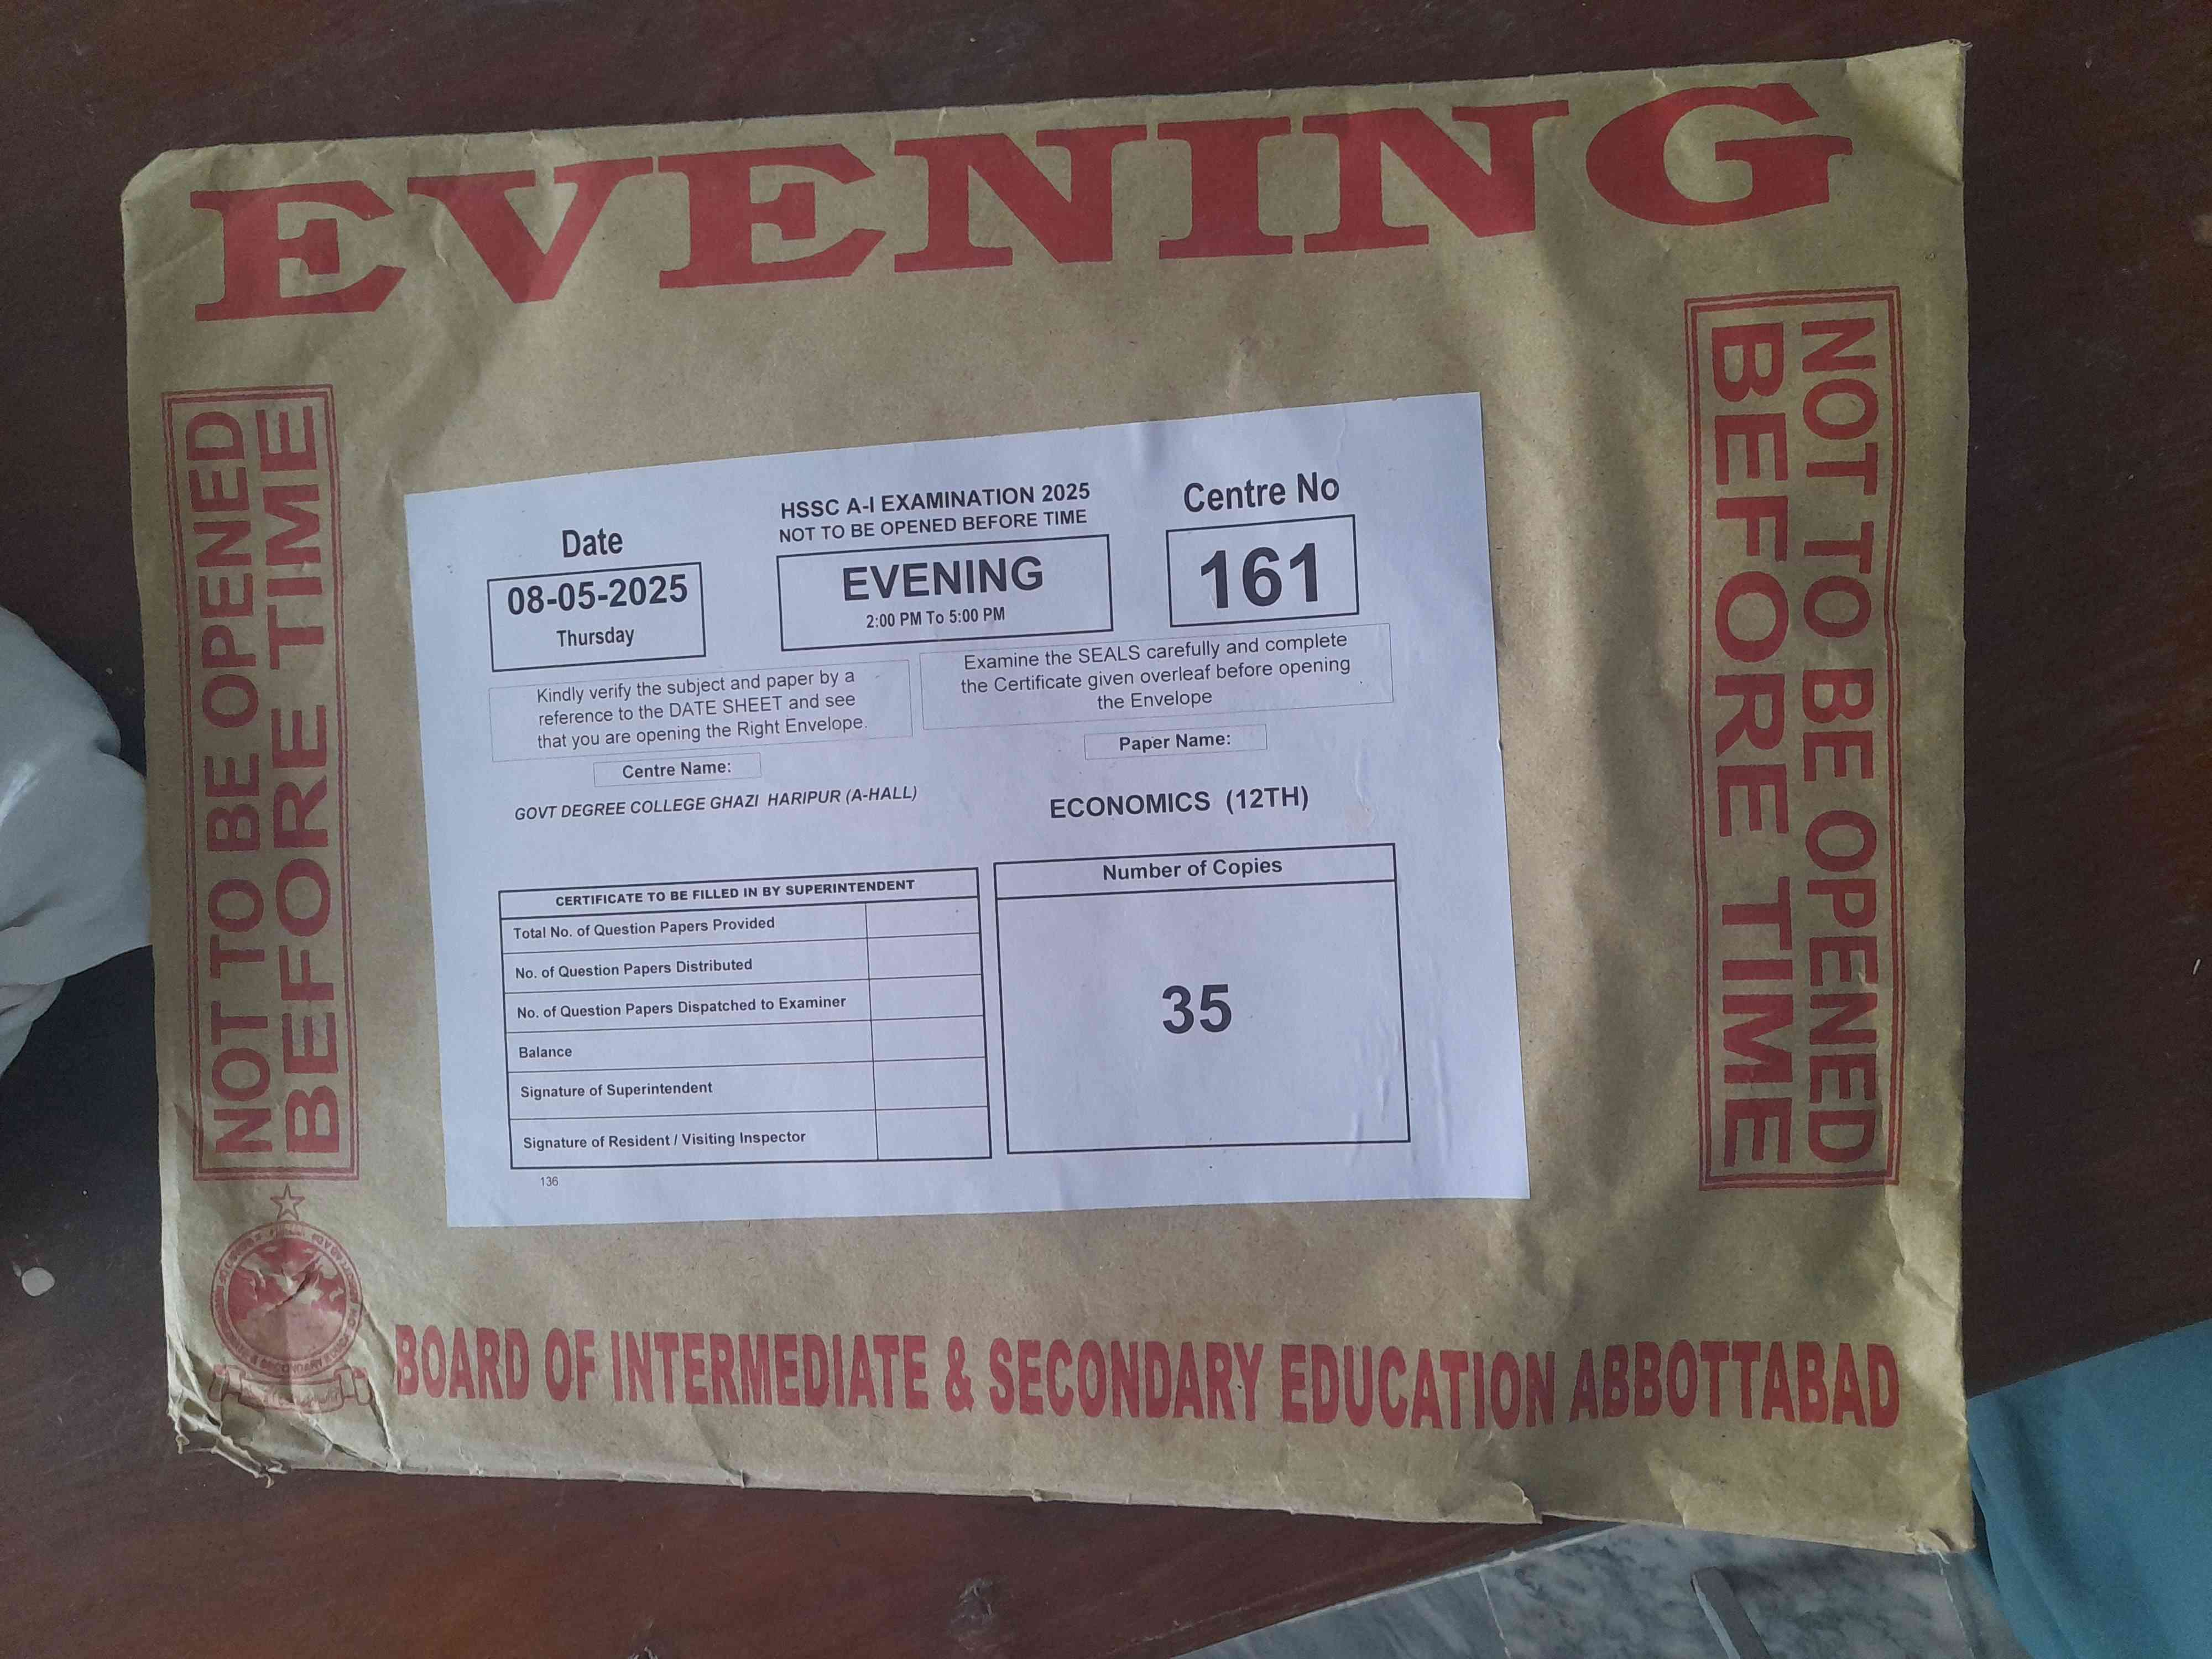 EVENING
NOT TO BE OPENED
BEFORE TIME
NOT TO BE OPENED
BEFORE TIME
HSSC A-I EXAMINATION 2025
NOT TO BE OPENED BEFORE TIME
Date
08-05-2025
Thursday
EVENING
2:00 PM To 5:00 PM
Centre No
161
Kindly verify the subject and paper by a
reference to the DATE SHEET and see
that you are opening the Right Envelope.
Examine the SEALS carefully and complete
the Certificate given overleaf before opening
the Envelope
Centre Name:
GOVT DEGREE COLLEGE GHAZI HARIPUR (A-HALL)
Paper Name:
ECONOMICS (12TH)
CERTIFICATE TO BE FILLED IN BY SUPERINTENDENT
Total No. of Question Papers Provided
No. of Question Papers Distributed
No. of Question Papers Dispatched to Examiner
Balance
Signature of Superintendent
Signature of Resident / Visiting Inspector
Number of Copies
35
136
BOARD OF INTERMEDIATE & SECONDARY EDUCATION ABBOTTABAD